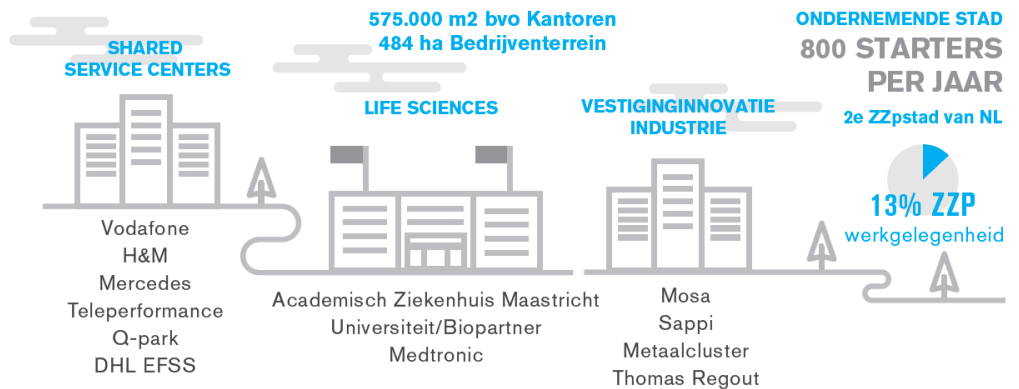 SHARED
SERVICE CENTERS
Vodafone
H&M
Mercedes
Teleperformance
Q-park
DHL EFSS
575.000 m2 bvo Kantoren
484 ha Bedrijventerrein
LIFE SCIENCES
Academisch Ziekenhuis Maastricht
Universiteit/Biopartner
Medtronic
VESTIGINGINNOVATIE
INDUSTRIE
Mosa
Sappi
Metaalcluster
Thomas Regout
ONDERNEMENDE STAD
800 STARTERS
PER JAAR
2e ZZpstad van NL
13% ZZP
werkgelegenheid